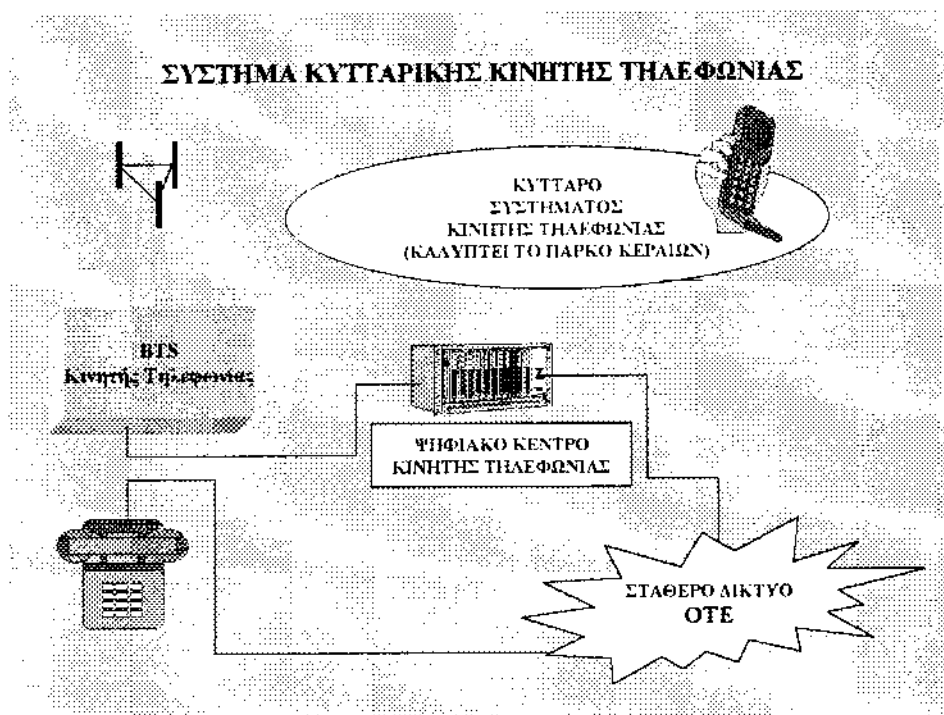 ΣΥΣΤΗΜΑ ΚΥΤΤΑΡΙΚΗΣ ΚΙΝΗΤΗΣ ΤΗΛΕΦΩΝΙΑΣ
ΚΥΤΤΑΡΟ
ΣΥΣΤΗΜΑΤΟΣ
ΚΙΝΗΤΗΣ ΤΗΛΕΦΩΝΙΑΣ
(ΚΑΛΥΠΤΕΙ ΤΟ ΠΑΡΚΟ ΚΕΡΑΙΩΝ)
BTS
Κινητής Τηλεφωνίας
ΨΗΦΙΑΚΟ ΚΕΝΤΡΟ
ΚΙΝΗΤΗΣ ΤΗΛΕΦΩΝΙΑΣ
ΣΤΑΘΕΡΟ ΔΙΚΤΥΟ
ΟΤΕ